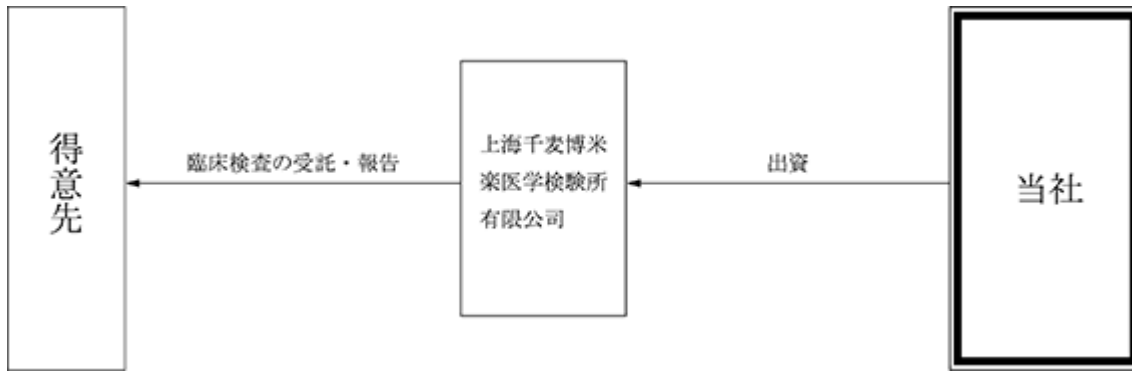 得意先
臨床検査の受託・報告
上海千麦博米
楽医学検験所
有限公司
出資
当社